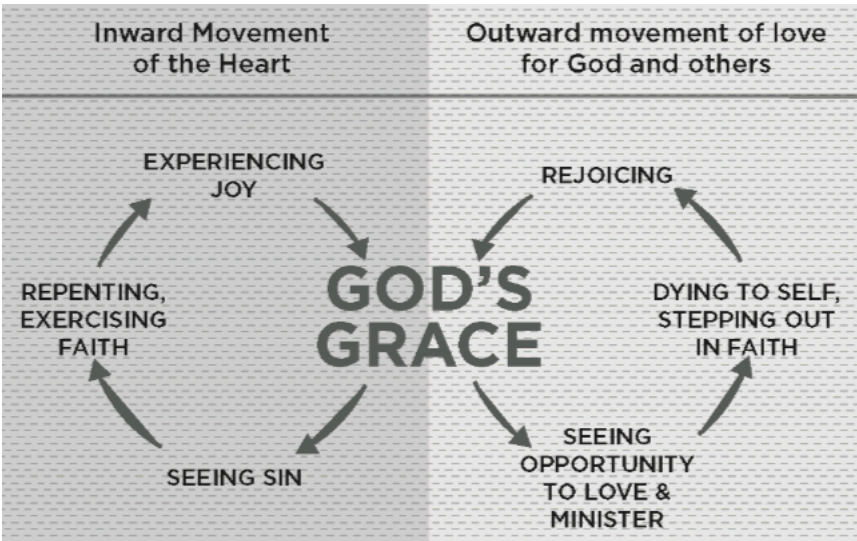 Inward Movement
of the Heart
Outward movement of love
for God and others
EXPERIENCING
JOY
REJOICING
GOD'S
GRACE
REPENTING,
EXERCISING
FAITH
DYING TO SELF,
STEPPING OUT
IN FAITH
SEEING SIN
SEEING
OPPORTUNITY
TO LOVE &
MINISTER